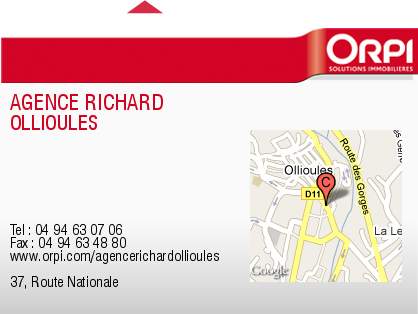 ORPI
SOLUTIONS IMMOBILIÈRES
AGENCE RICHARD
OLLIOULES
Tel : 04 94 63 07 06
Fax : 04 94 63 48 80
www.orpi.com/agencerichardollioules
37, Route Nationale
Ollioules
Route des Gorges
C
D11
La Le
Google